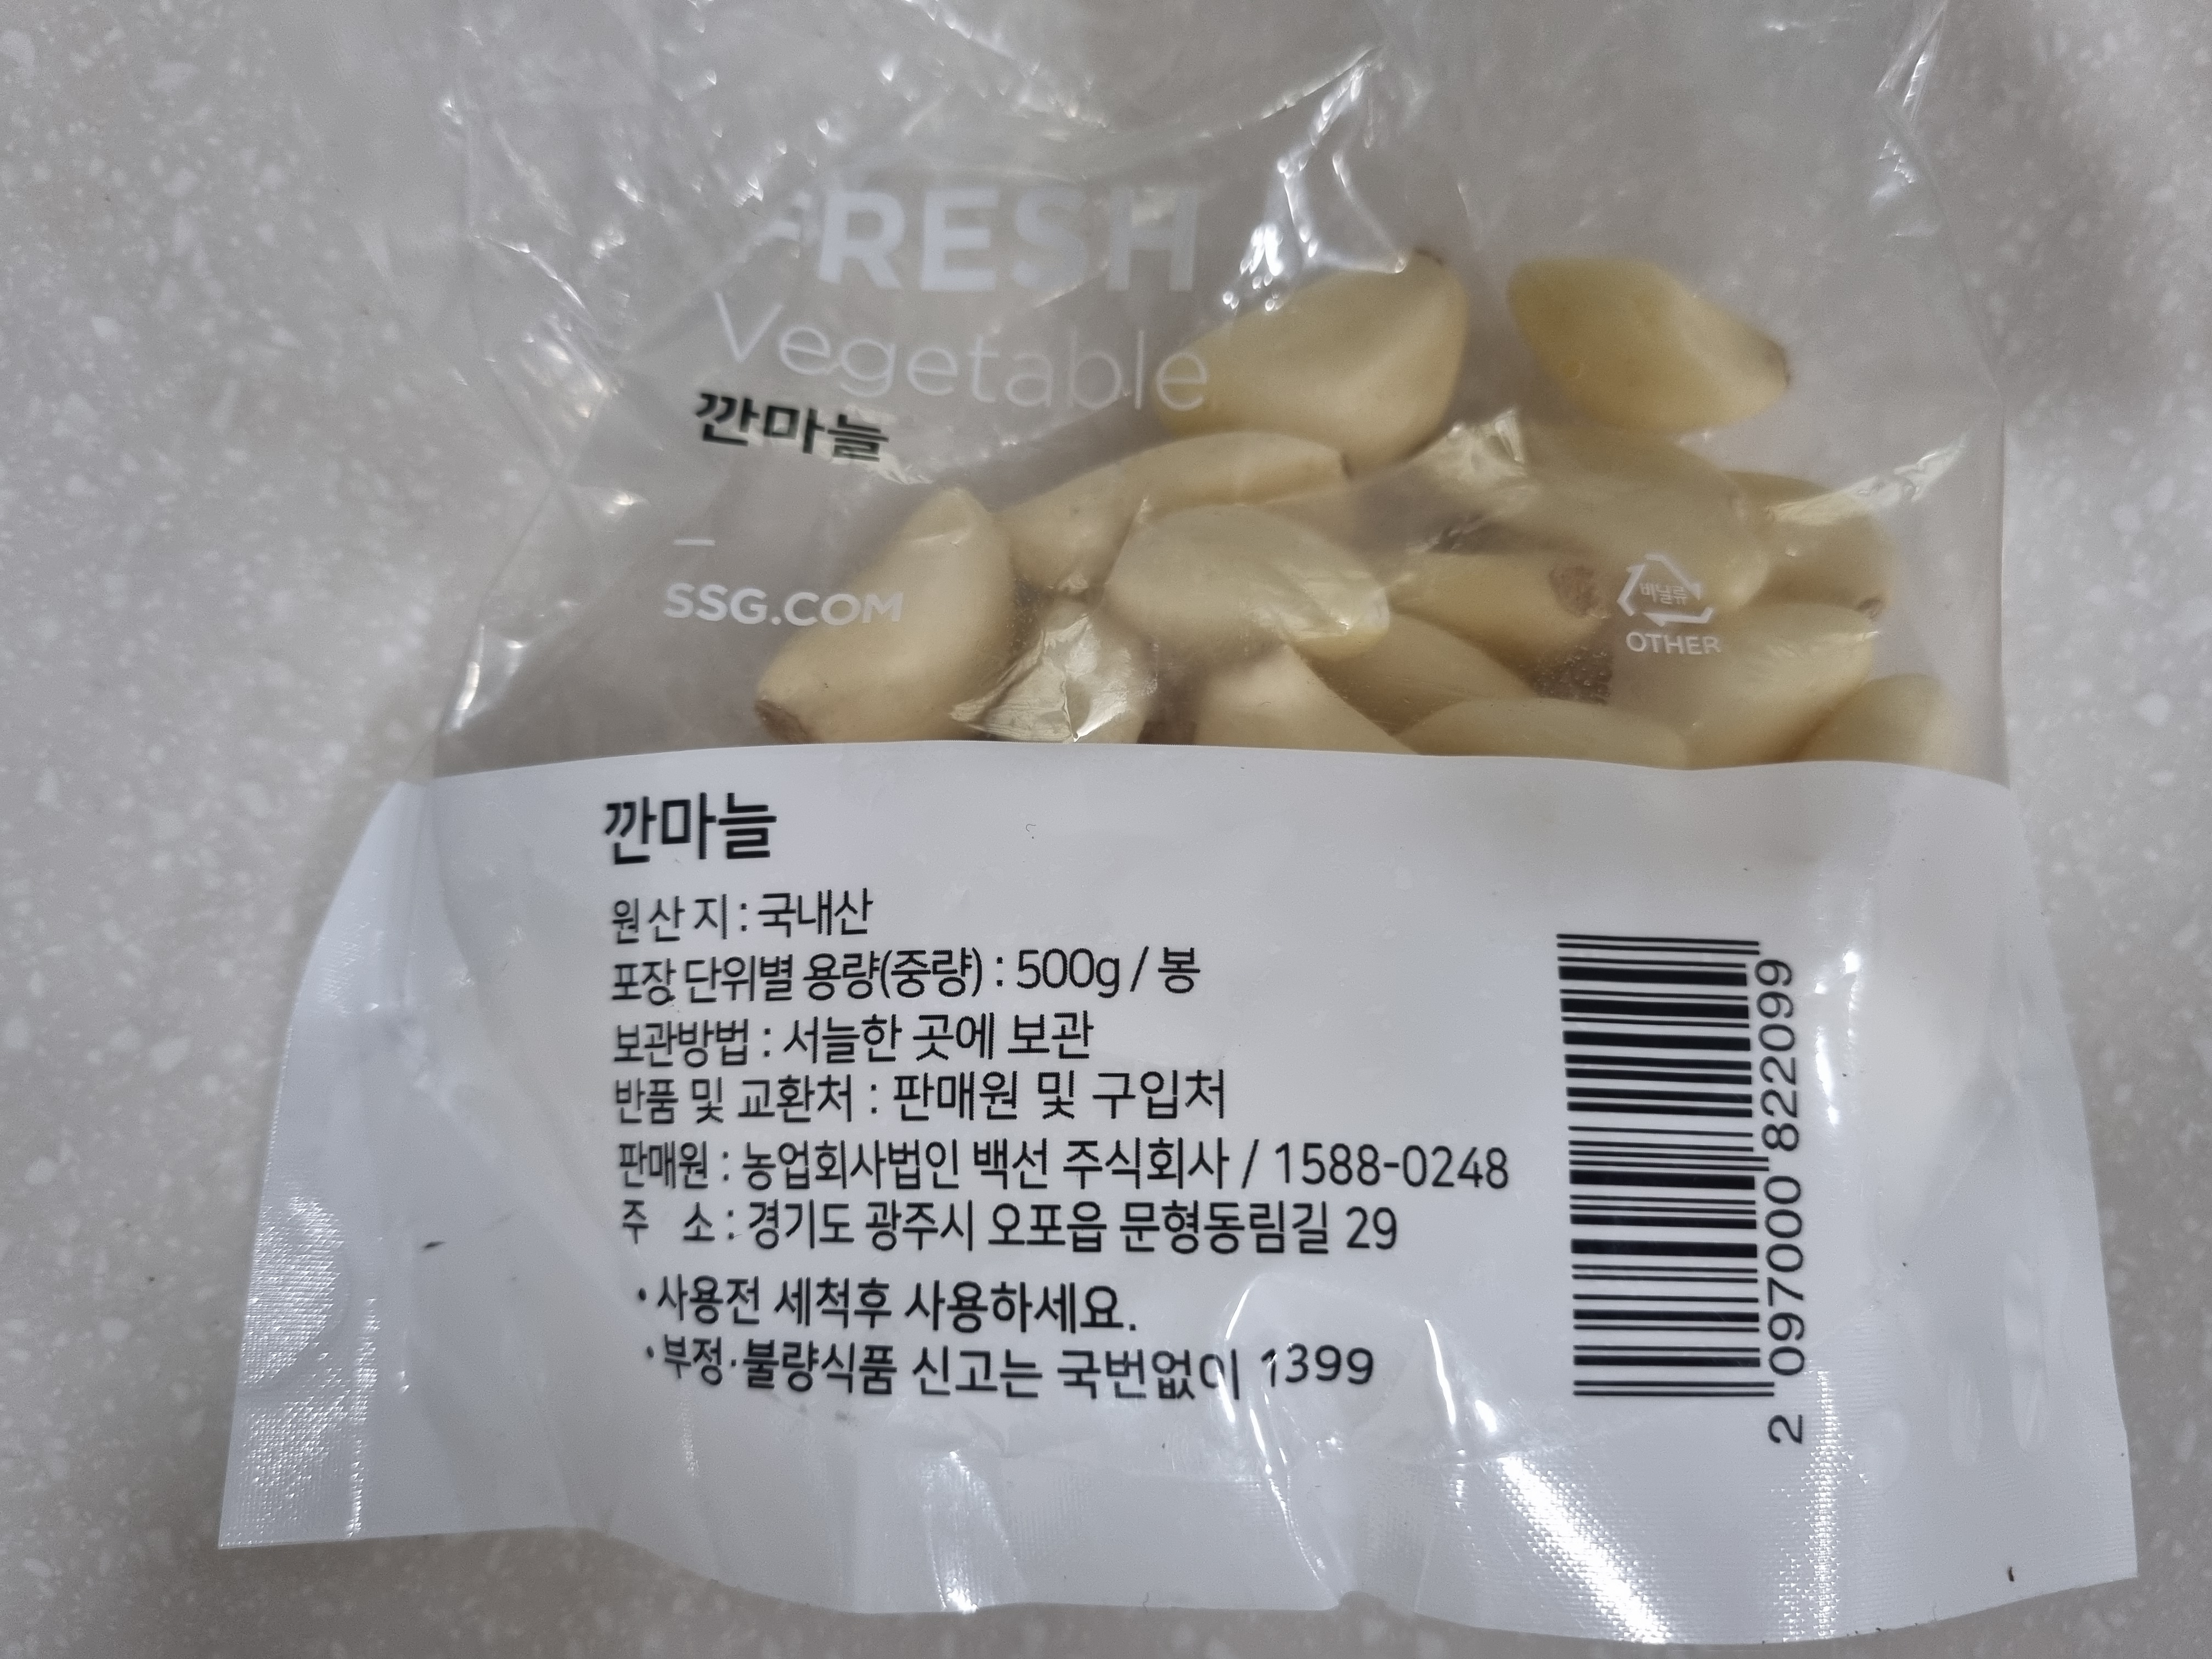 FRESH
Vegetable
깐마늘
SSG.COM
비닐류
OTHER
깐마늘
원산지 : 국내산
포장 단위별 용량(중량) : 500g / 봉
보관방법 : 서늘한 곳에 보관
반품 및 교환처 : 판매원 및 구입처
판매원 : 농업회사법인 백선 주식회사 / 1588-0248
주 소 : 경기도 광주시 오포읍 문형동림길 29
•사용전 세척후 사용하세요.
•부정·불량식품 신고는 국번없이 1399
2 097000 822099